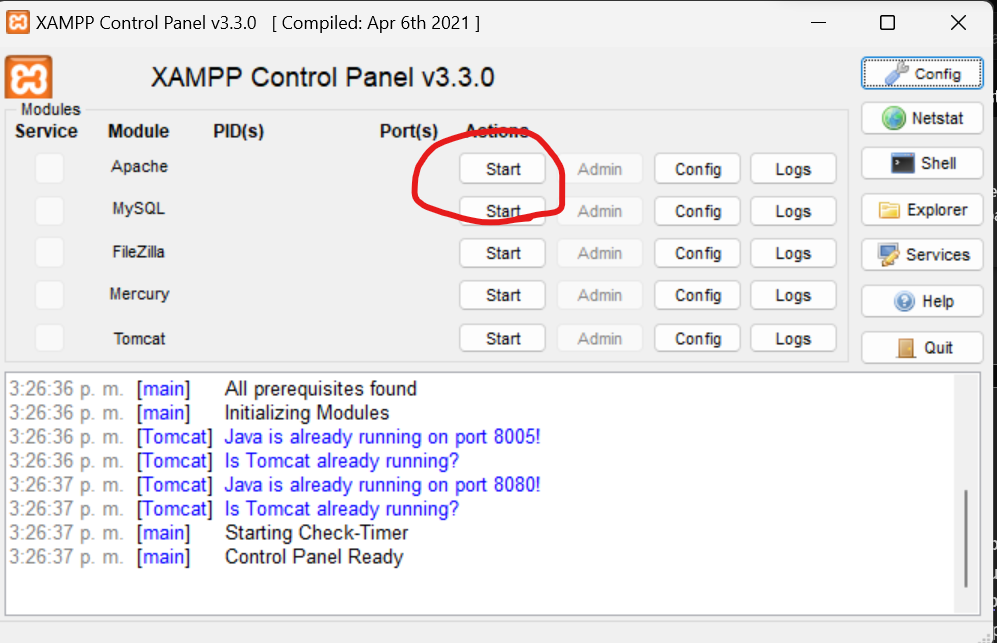 XAMPP Control Panel v3.3.0 [ Compiled: Apr 6th 2021 ]
XAMPP Control Panel v3.3.0
Config
Modules
Service Module PID(s) Port(s) Actions
Netstat
Apache Start Admin Config Logs
Shell
MySQL Start Admin Config Logs
Explorer
FileZilla Start Admin Config Logs
Services
Mercury Start Admin Config Logs
Help
Tomcat Start Admin Config Logs
Quit
3:26:36 p. m. [main] All prerequisites found
3:26:36 p. m. [main] Initializing Modules
3:26:36 p. m. [Tomcat] Java is already running on port 8005!
3:26:36 p. m. [Tomcat] Is Tomcat already running?
3:26:37 p. m. [Tomcat] Java is already running on port 8080!
3:26:37 p. m. [Tomcat] Is Tomcat already running?
3:26:37 p. m. [main] Starting Check-Timer
3:26:37 p. m. [main] Control Panel Ready